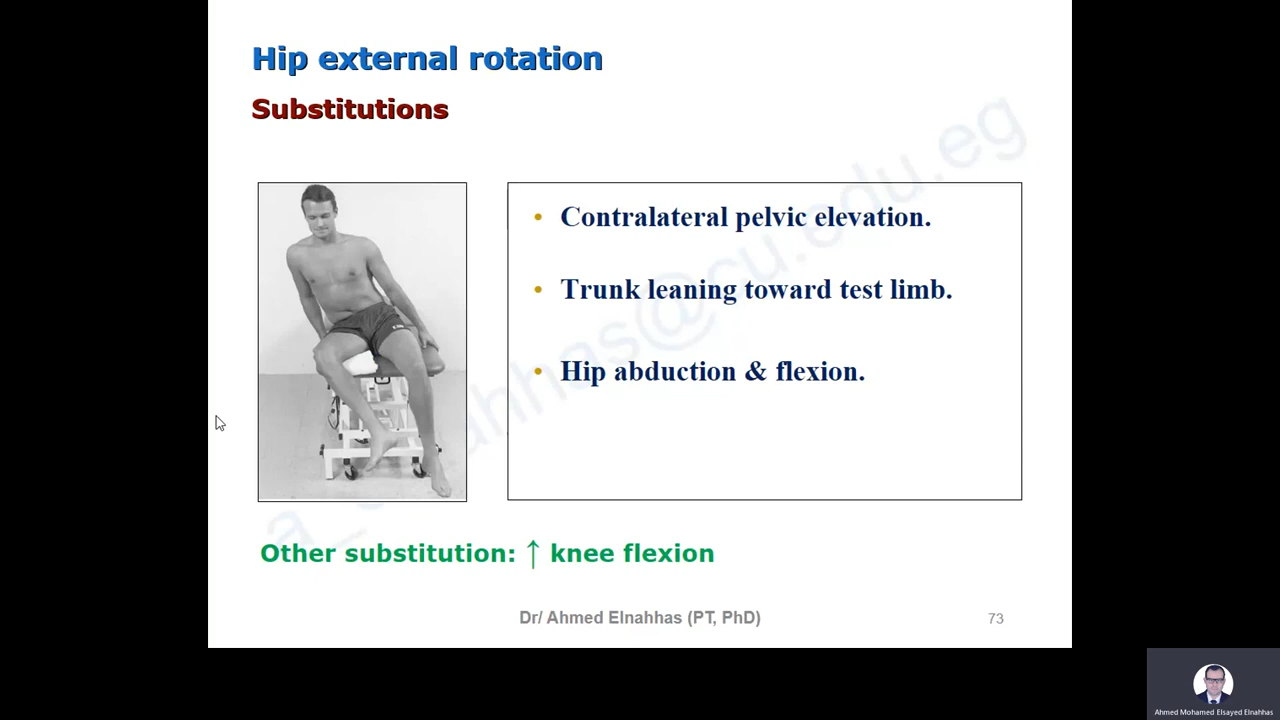 Hip external rotation
Substitutions
• Contralateral pelvic elevation.
• Trunk leaning toward test limb.
• Hip abduction & flexion.
Other substitution: ↑ knee flexion
Dr/ Ahmed Elnahhas (PT, PhD)
73
Ahmed Mohamed Elsayed Elnahhas